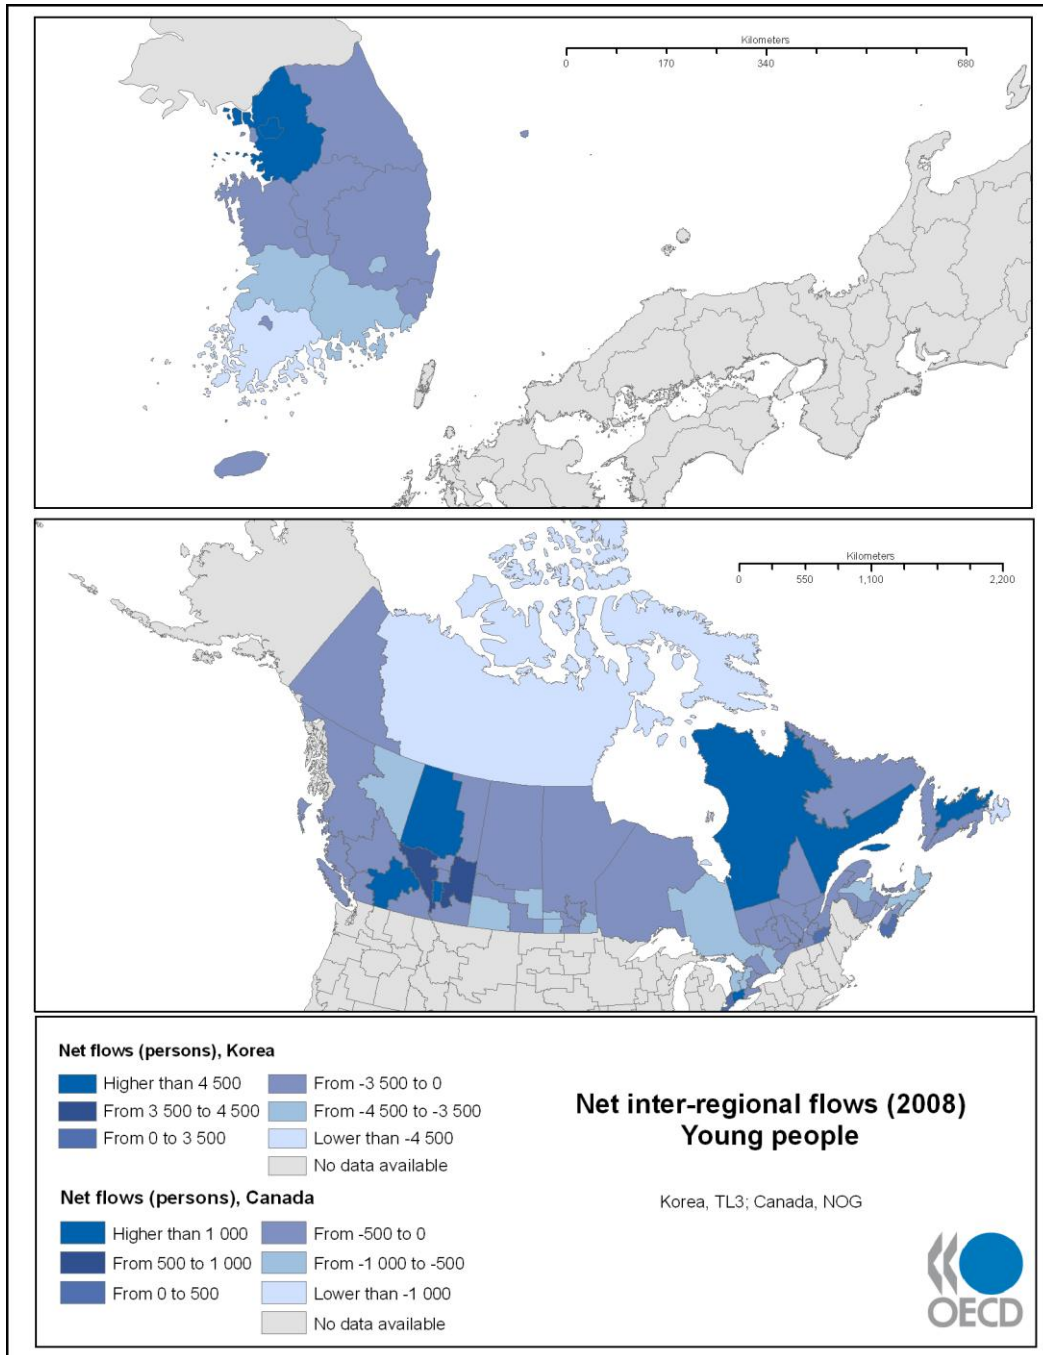 Kilometers
0 170 340 680
%
Kilometers
0 550 1,100 2,200
Net flows (persons), Korea
Higher than 4 500
From 3 500 to 4 500
From 0 to 3 500
From -3 500 to 0
From -4 500 to -3 500
Lower than -4 500
No data available
Net flows (persons), Canada
Higher than 1 000
From 500 to 1 000
From 0 to 500
From -500 to 0
From -1 000 to -500
Lower than -1 000
No data available
Net inter-regional flows (2008)
Young people
Korea, TL3; Canada, NOG
OECD